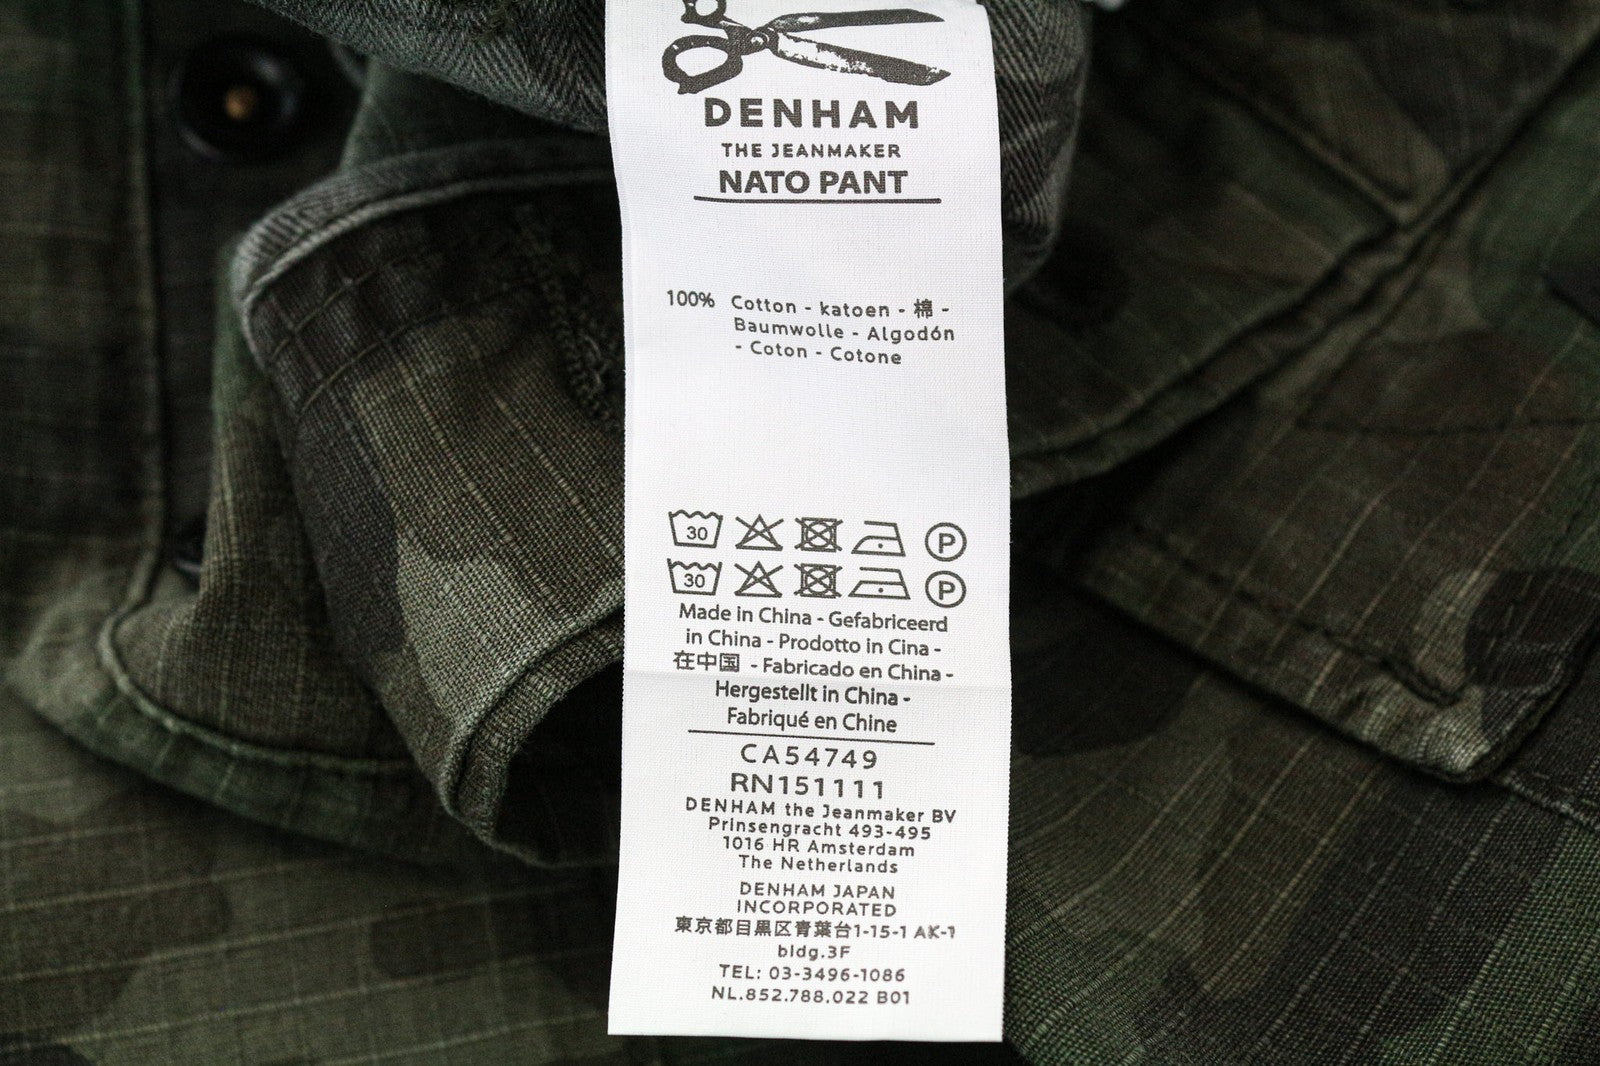 DENHAM
THE JEANMAKER
NATO PANT
100% Cotton - katoen - 棉 -
Baumwolle - Algodón
- Coton - Cotone
30 P
30 P
Made in China - Gefabriceerd
in China - Prodotto in Cina -
在中国 - Fabricado en China -
Hergestellt in China -
Fabriqué en Chine
CA54749
RN151111
DENHAM the Jeanmaker BV
Prinsengracht 493-495
1016 HR Amsterdam
The Netherlands
DENHAM JAPAN
INCORPORATED
東京都目黒区青葉台1-15-1 AK-1
bldg.3F
TEL: 03-3496-1086
NL.852.788.022 B01